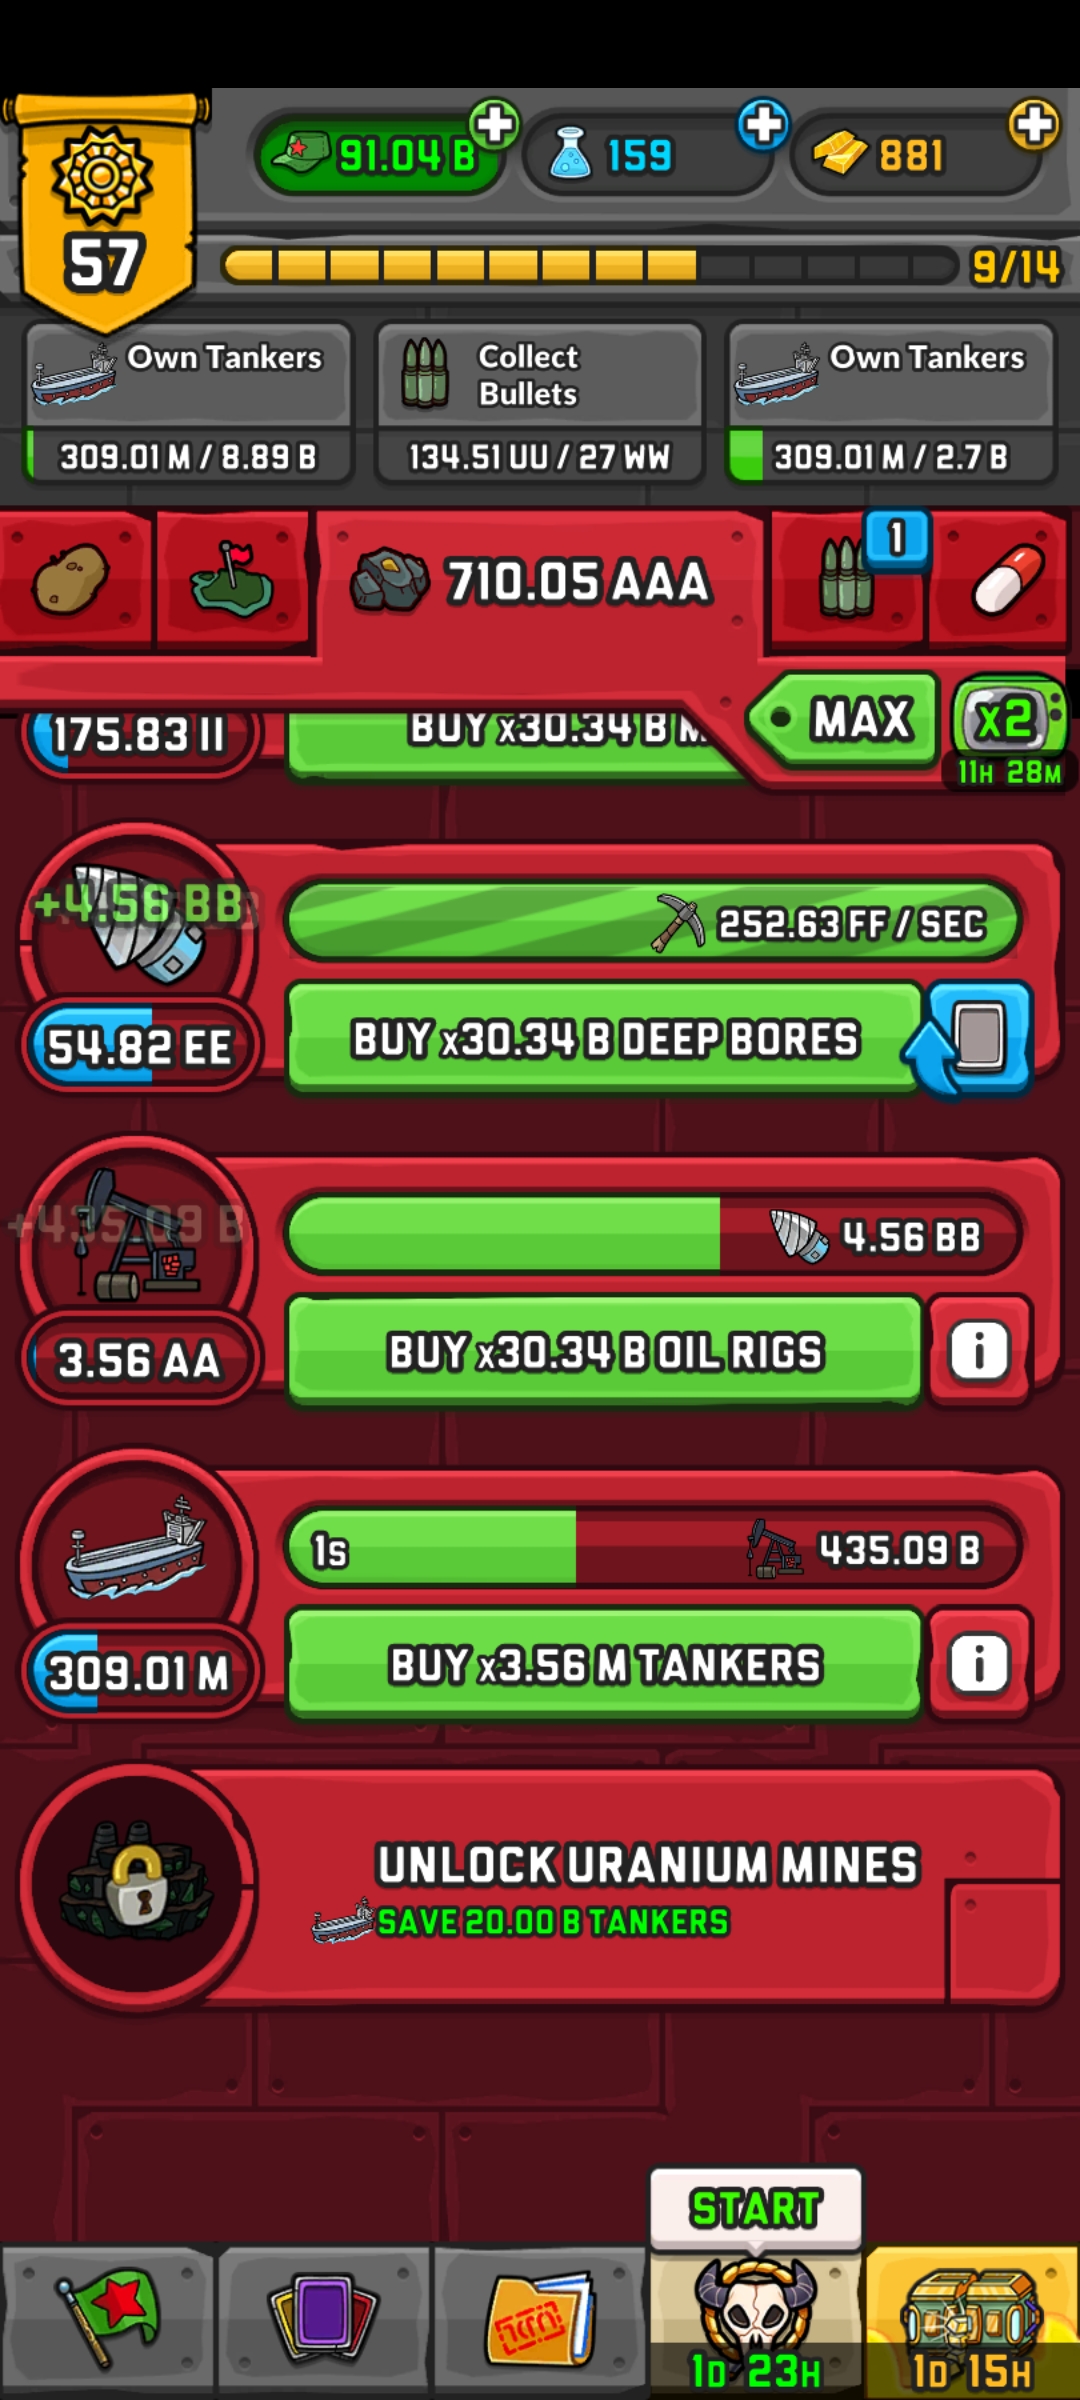 91.04 B
159
881
57
9/14
Own Tankers
309.01 M / 8.89 B
Collect
Bullets
134.51 UU / 27 WW
Own Tankers
309.01 M / 2.7 B
710.05 AAA
1
175.83 II
BUY x30.34 B M
MAX
x2
11H 28M
+4.56 BB
252.63 FF / SEC
54.82 EE
BUY x30.34 B DEEP BORES
+435.09 B
4.56 BB
3.56 AA
BUY x30.34 B OIL RIGS
i
1s
435.09 B
309.01 M
BUY x3.56 M TANKERS
i
UNLOCK URANIUM MINES
SAVE 20.00 B TANKERS
START
1D 23H
1D 15H